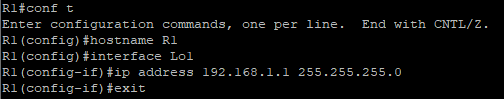 R1#conf t
Enter configuration commands, one per line.  End with CNTL/Z.
R1(config)#hostname R1
R1(config)#interface Lo1
R1(config-if)#ip address 192.168.1.1 255.255.255.0
R1(config-if)#exit